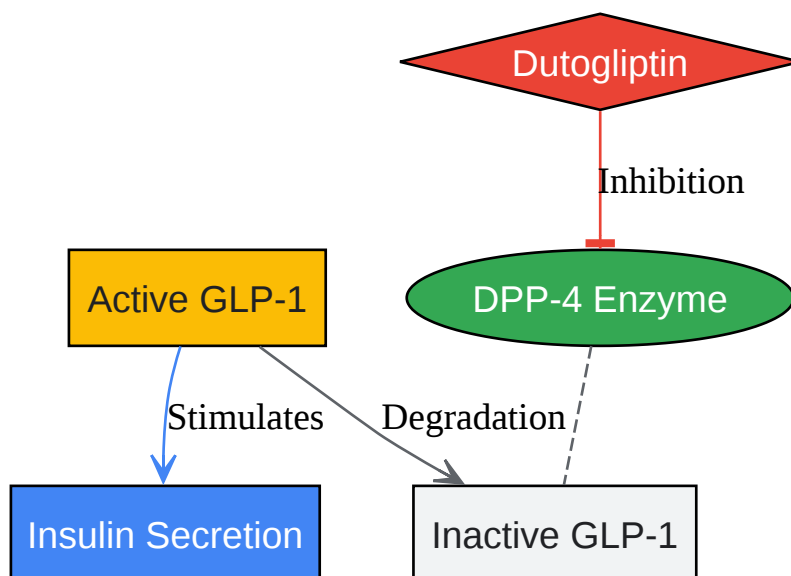 Dutogliptin
Inhibition
Active GLP-1
DPP-4 Enzyme
Stimulates
Degradation
Insulin Secretion
Inactive GLP-1